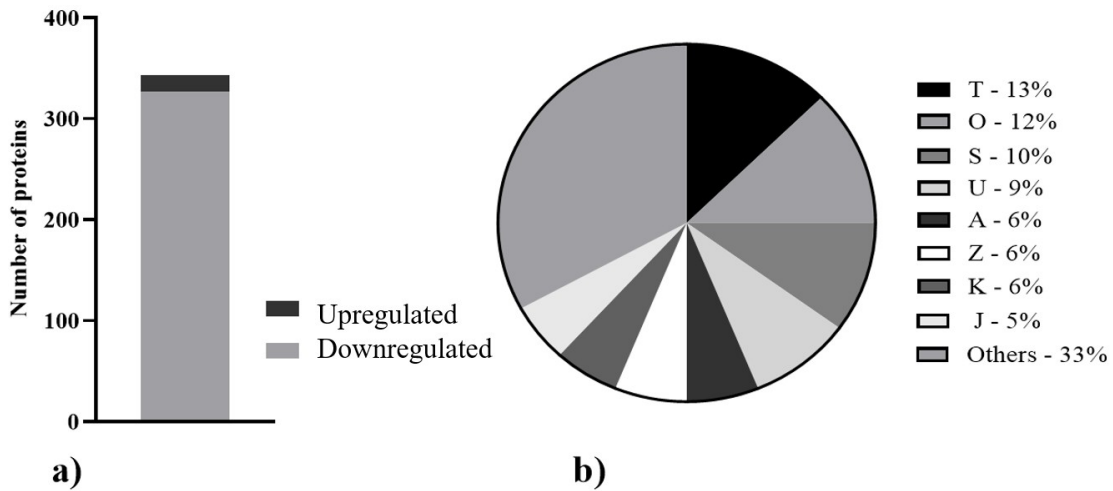 400
300
200
100
0
Number of proteins
Upregulated
Downregulated
a)
T - 13%
O - 12%
S - 10%
U - 9%
A - 6%
Z - 6%
K - 6%
J - 5%
Others - 33%
b)